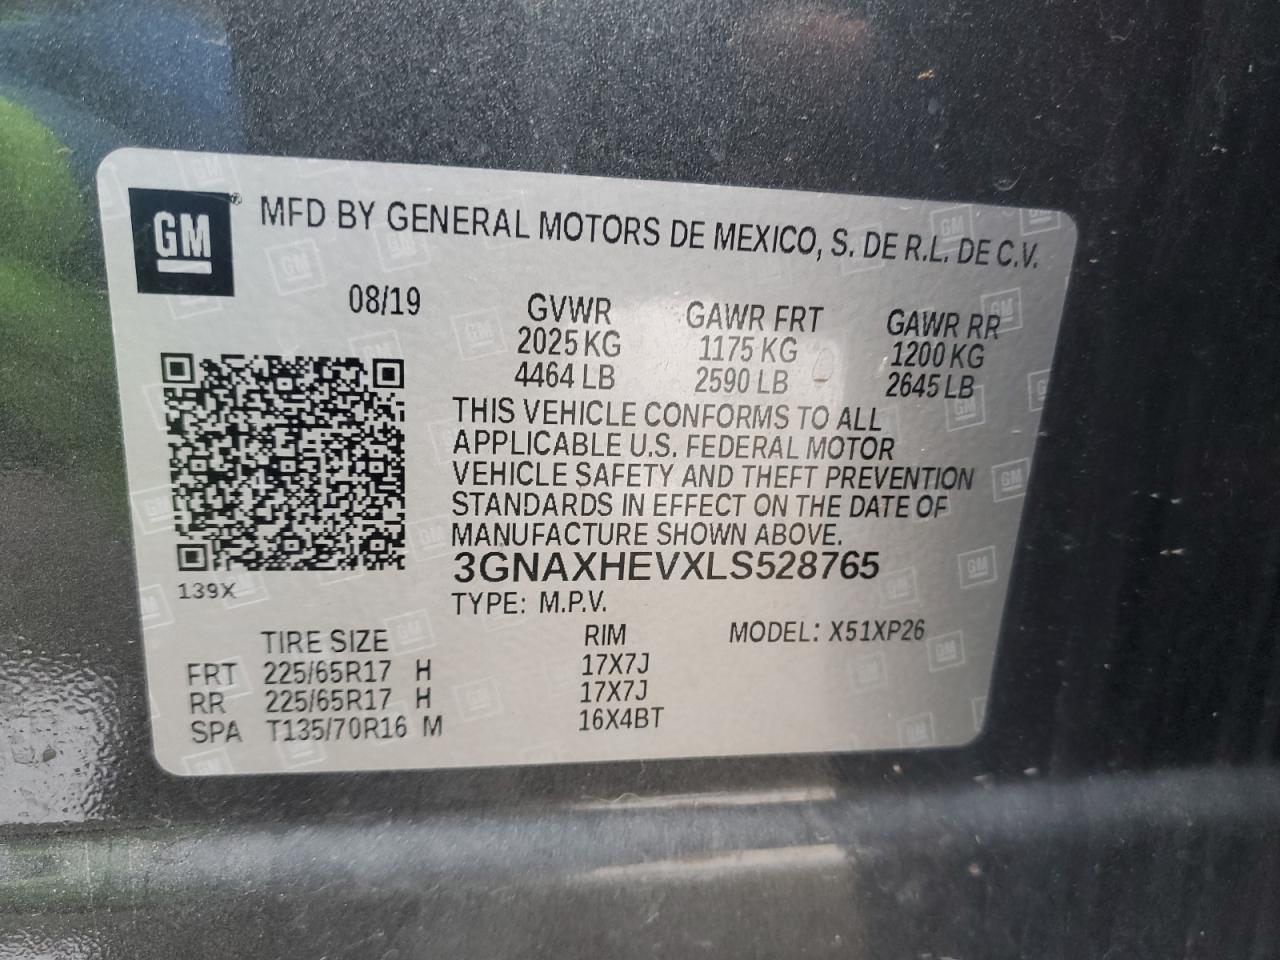 GM® MFD BY GENERAL MOTORS DE MEXICO, S. DE R.L. DE C.V.
08/19 GVWR GAWR FRT GAWR RR
2025 KG 1175 KG 1200 KG
4464 LB 2590 LB 2645 LB
THIS VEHICLE CONFORMS TO ALL
APPLICABLE U.S. FEDERAL MOTOR
VEHICLE SAFETY AND THEFT PREVENTION
STANDARDS IN EFFECT ON THE DATE OF
MANUFACTURE SHOWN ABOVE.
3GNAXHEVXLS528765
139X
TYPE: M.P.V.
TIRE SIZE RIM MODEL: X51XP26
FRT 225/65R17 H 17X7J
RR 225/65R17 H 17X7J
SPA T135/70R16 M 16X4BT